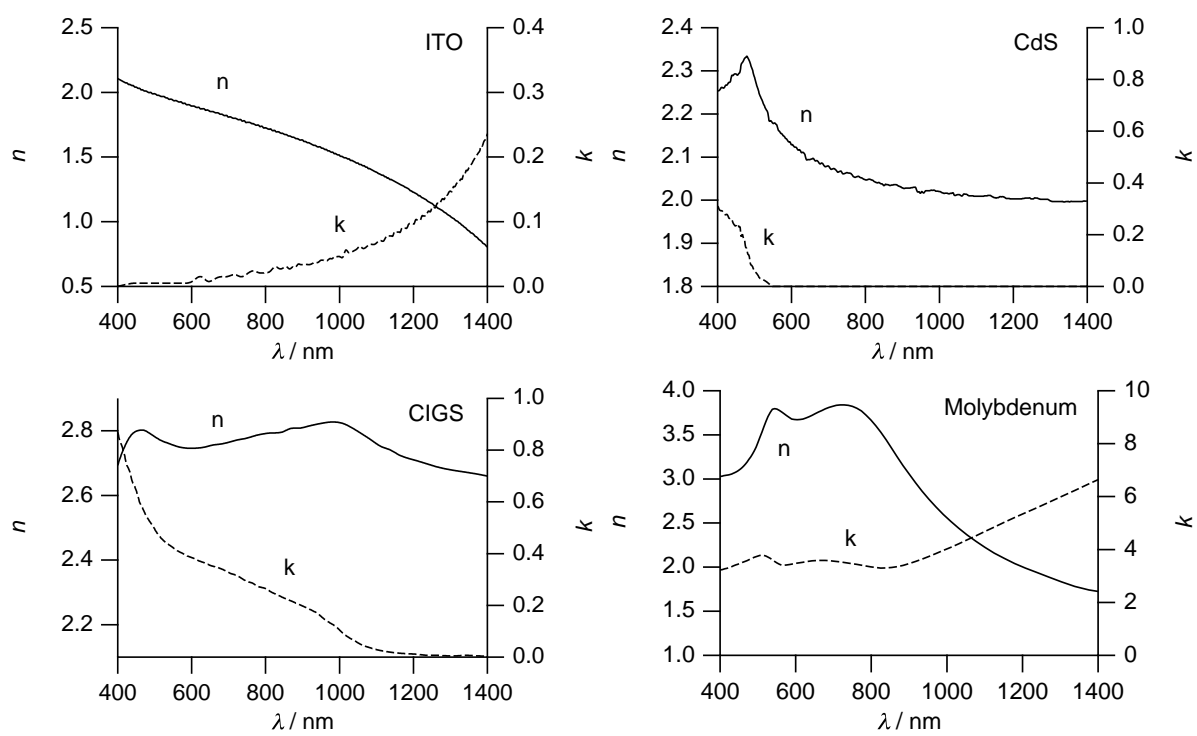 2.5
2.0
1.5
1.0
0.5
n
0.4
0.3
0.2
0.1
0.0
k
ITO
n
k
400 600 800 1000 1200 1400
λ / nm
2.4
2.3
2.2
2.1
2.0
1.9
1.8
n
1.0
0.8
0.6
0.4
0.2
0.0
k
CdS
n
k
400 600 800 1000 1200 1400
λ / nm
2.8
2.6
2.4
2.2
n
1.0
0.8
0.6
0.4
0.2
0.0
k
CIGS
n
k
400 600 800 1000 1200 1400
λ / nm
4.0
3.5
3.0
2.5
2.0
1.5
1.0
n
10
8
6
4
2
0
k
Molybdenum
n
k
400 600 800 1000 1200 1400
λ / nm